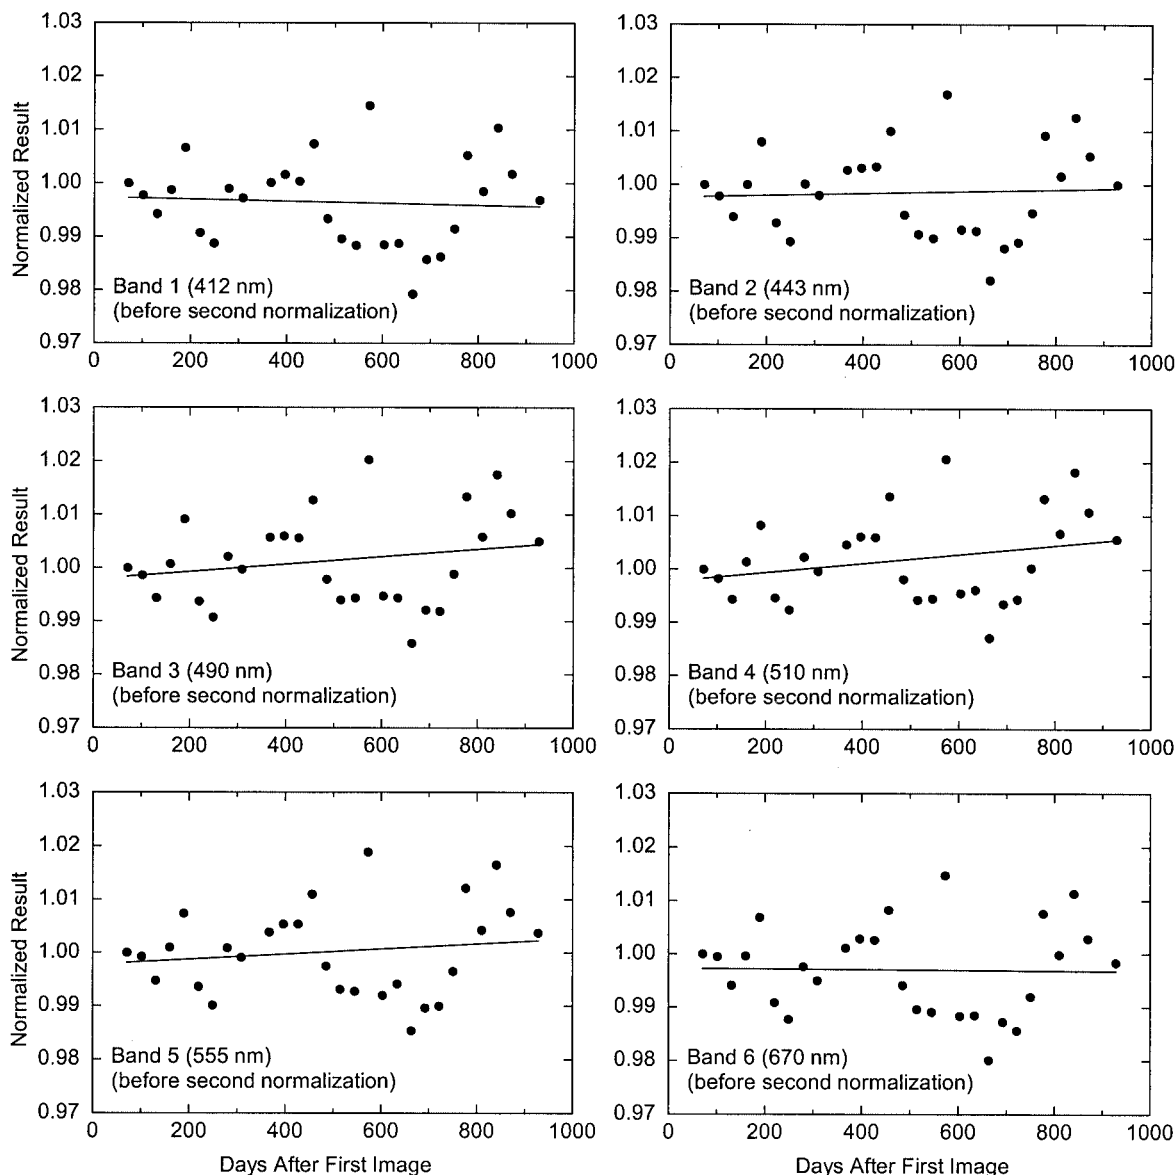 1.03
1.02
1.01
1.00
0.99
0.98
0.97
Normalized Result
Band 1 (412 nm)
(before second normalization)
0 200 400 600 800 1000
1.03
1.02
1.01
1.00
0.99
0.98
0.97
Band 2 (443 nm)
(before second normalization)
0 200 400 600 800 1000
1.03
1.02
1.01
1.00
0.99
0.98
0.97
Normalized Result
Band 3 (490 nm)
(before second normalization)
0 200 400 600 800 1000
1.03
1.02
1.01
1.00
0.99
0.98
0.97
Band 4 (510 nm)
(before second normalization)
0 200 400 600 800 1000
1.03
1.02
1.01
1.00
0.99
0.98
0.97
Normalized Result
Band 5 (555 nm)
(before second normalization)
0 200 400 600 800 1000
Days After First Image
1.03
1.02
1.01
1.00
0.99
0.98
0.97
Band 6 (670 nm)
(before second normalization)
0 200 400 600 800 1000
Days After First Image